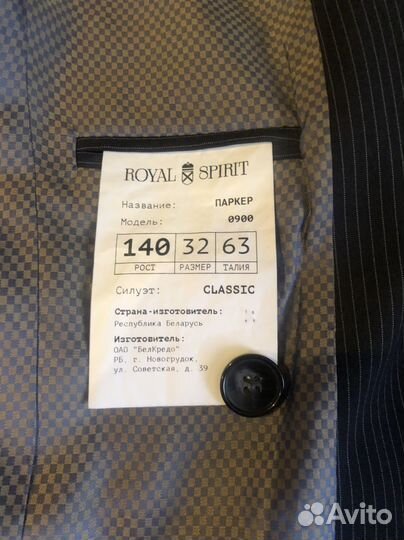 ROYAL SPIRIT
Название: ПАРКЕР
Модель: 0900
140 32 63
РОСТ РАЗМЕР ТАЛИЯ
Силуэт: CLASSIC
Страна-изготовитель:
Республика Беларусь
Изготовитель:
ОАО "БелКредо"
РБ, г. Новогрудок,
ул. Советская, д. 39
Avito